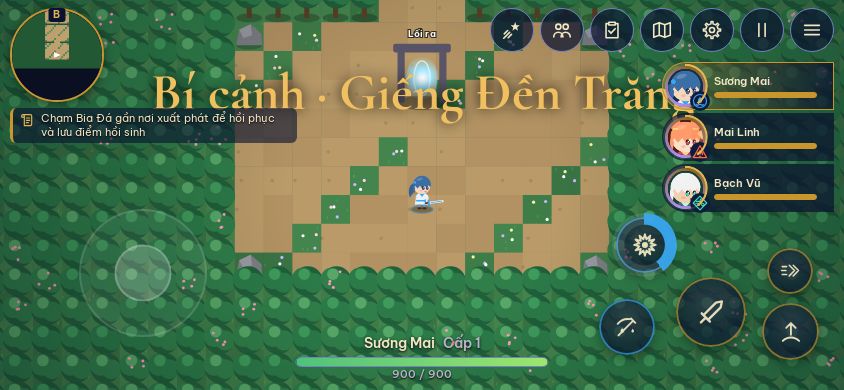 B
Lối ra
Bí cảnh · Giếng Đền Trăng
Chạm Bia Đá gần nơi xuất phát để hồi phục
và lưu điểm hồi sinh
Sương Mai
Mai Linh
Bạch Vũ
Sương Mai Cấp 1
900 / 900